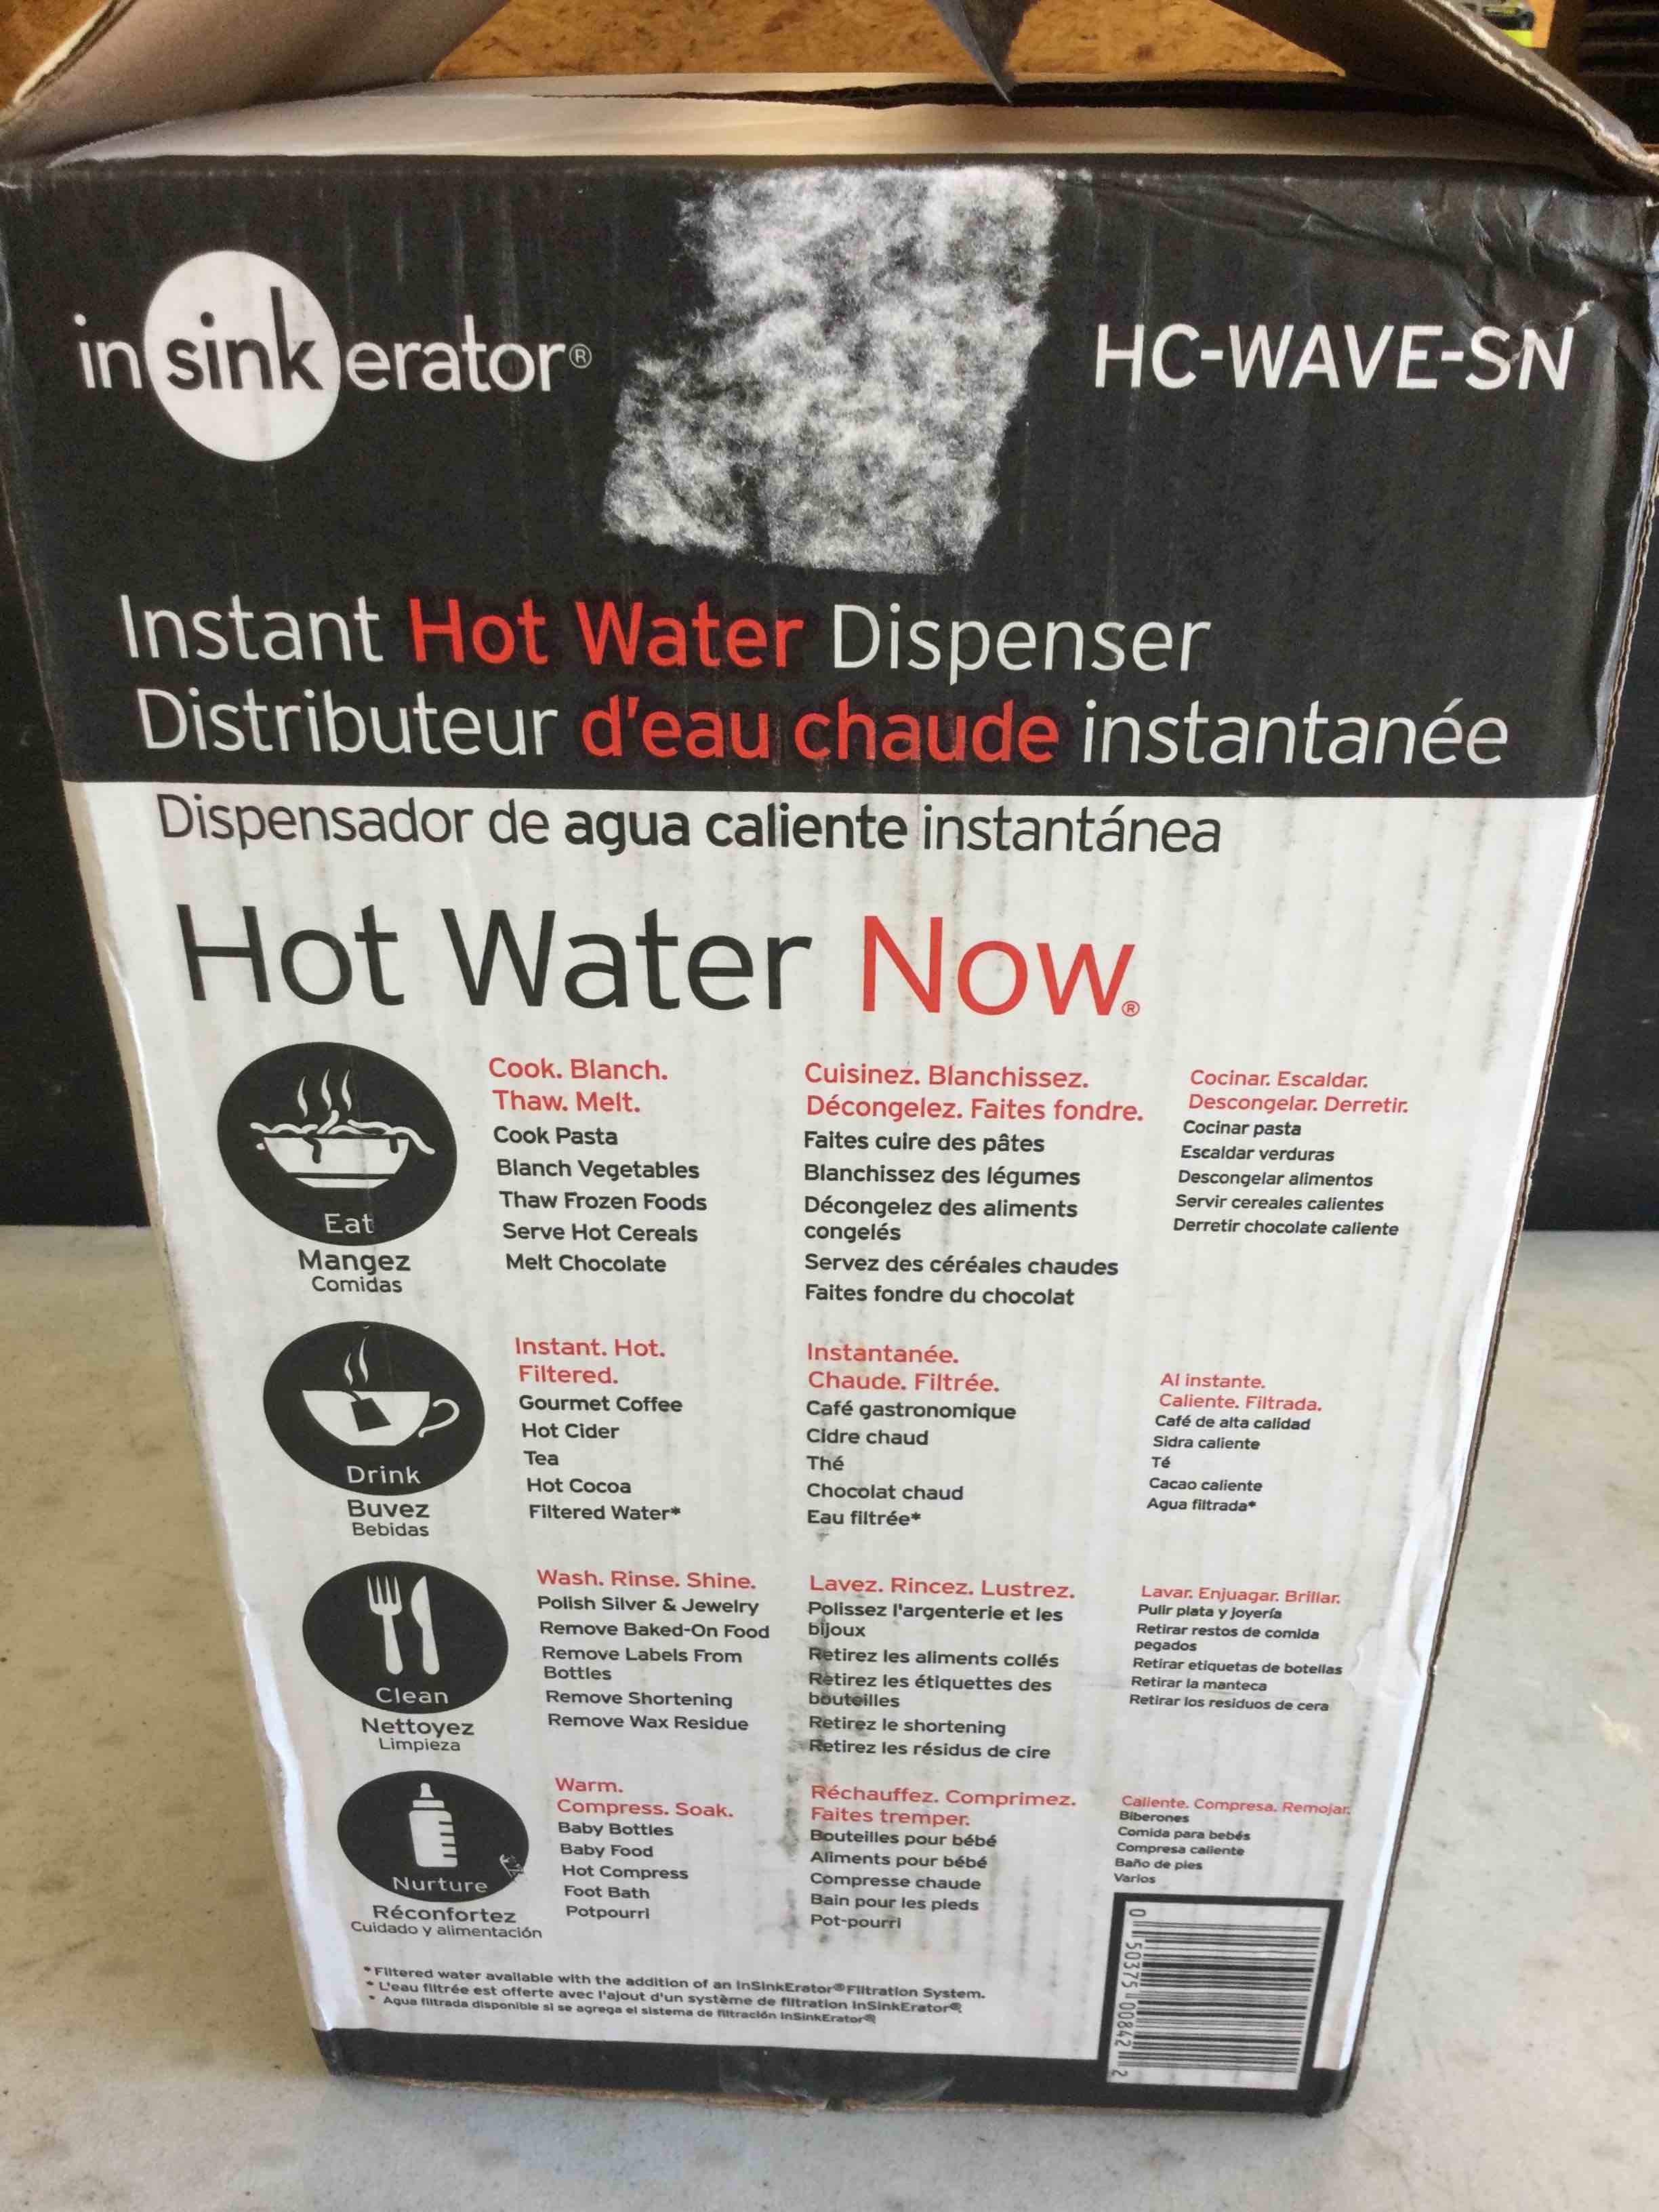 insinkerator®
HC-WAVE-SN
Instant Hot Water Dispenser
Distributeur d'eau chaude instantanée
Dispensador de agua caliente instantánea
Hot Water Now®
Eat
Mangez
Comidas
Cook. Blanch.
Thaw. Melt.
Cook Pasta
Blanch Vegetables
Thaw Frozen Foods
Serve Hot Cereals
Melt Chocolate
Cuisinez. Blanchissez.
Décongelez. Faites fondre.
Faites cuire des pâtes
Blanchissez des légumes
Décongelez des aliments
congelés
Servez des céréales chaudes
Faites fondre du chocolat
Cocinar. Escaldar.
Descongelar. Derretir.
Cocinar pasta
Escaldar verduras
Descongelar alimentos
Servir cereales calientes
Derretir chocolate caliente
Drink
Buvez
Bebidas
Instant. Hot.
Filtered.
Gourmet Coffee
Hot Cider
Tea
Hot Cocoa
Filtered Water*
Instantanée.
Chaude. Filtrée.
Café gastronomique
Cidre chaud
Thé
Chocolat chaud
Eau filtrée*
Al instante.
Caliente. Filtrada.
Café de alta calidad
Sidra caliente
Té
Cacao caliente
Agua filtrada*
Clean
Nettoyez
Limpieza
Wash. Rinse. Shine.
Polish Silver & Jewelry
Remove Baked-On Food
Remove Labels From
Bottles
Remove Shortening
Remove Wax Residue
Lavez. Rincez. Lustrez.
Polissez l'argenterie et les
bijoux
Retirez les aliments collés
Retirez les étiquettes des
bouteilles
Retirez le shortening
Retirez les résidus de cire
Lavar. Enjuagar. Brillar.
Pulir plata y joyería
Retirar restos de comida
pegados
Retirar etiquetas de botellas
Retirar la manteca
Retirar los residuos de cera
Nurture
Réconfortez
Cuidado y alimentación
Warm.
Compress. Soak.
Baby Bottles
Baby Food
Hot Compress
Foot Bath
Potpourri
Réchauffez. Comprimez.
Faites tremper.
Bouteilles pour bébé
Aliments pour bébé
Compresse chaude
Bain pour les pieds
Pot-pourri
Caliente. Compresa. Remojar.
Biberones
Comida para bebés
Compresa caliente
Baño de pies
Varios
* Filtered water available with the addition of an InSinkErator® Filtration System.
* L'eau filtrée est offerte avec l'ajout d'un système de filtration InSinkErator®.
* Agua filtrada disponible si se agrega el sistema de filtración InSinkErator®
0 50375 00842 2